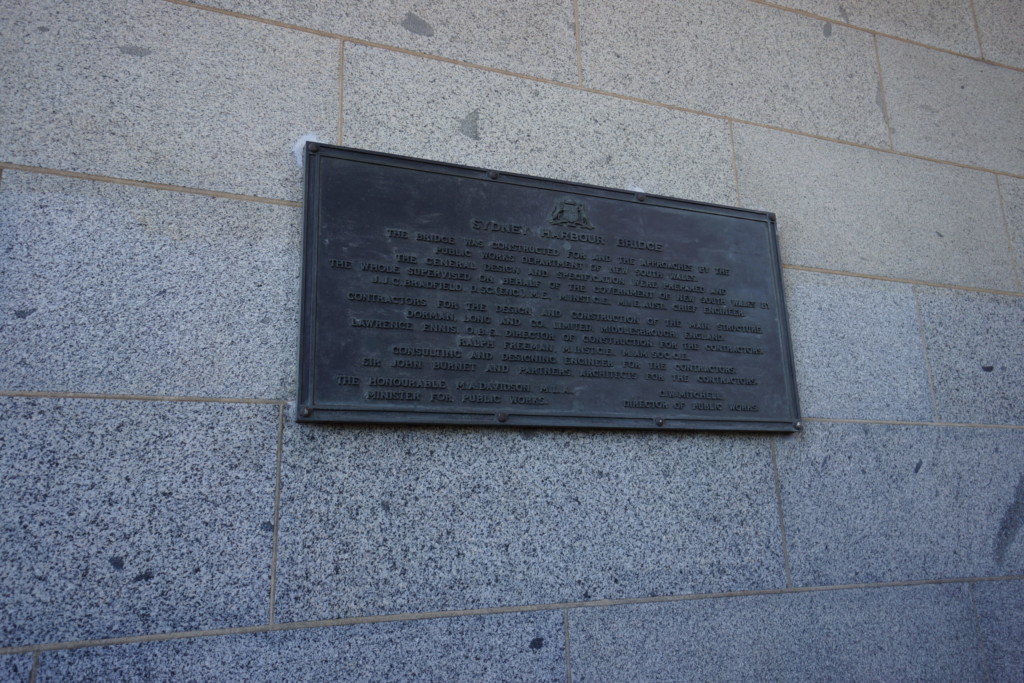 SYDNEY HARBOUR BRIDGE
THE BRIDGE WAS CONSTRUCTED FOR AND THE APPROACHES BY THE
PUBLIC WORKS DEPARTMENT OF NEW SOUTH WALES.
THE GENERAL DESIGN AND SPECIFICATION WERE PREPARED AND
THE WHOLE SUPERVISED ON BEHALF OF THE GOVERNMENT OF NEW SOUTH WALES BY
J.J.C. BRADFIELD, D.SC.(ENG.), M.E., M.INST.C.E., CHIEF ENGINEER.
CONTRACTORS FOR THE DESIGN AND CONSTRUCTION OF THE MAIN STRUCTURE
DORMAN, LONG AND CO., LIMITED, MIDDLESBROUGH, ENGLAND.
LAWRENCE ENNIS, O.B.E., DIRECTOR OF CONSTRUCTION FOR THE CONTRACTORS.
RALPH FREEMAN, M.INST.C.E., M.AM.SOC.C.E.,
CONSULTING AND DESIGNING ENGINEER FOR THE CONTRACTORS.
SIR JOHN BURNET AND PARTNERS, ARCHITECTS FOR THE CONTRACTORS.
THE HONOURABLE M.A. DAVIDSON, M.L.A. O.W. MITCHELL
MINISTER FOR PUBLIC WORKS. DIRECTOR OF PUBLIC WORKS.